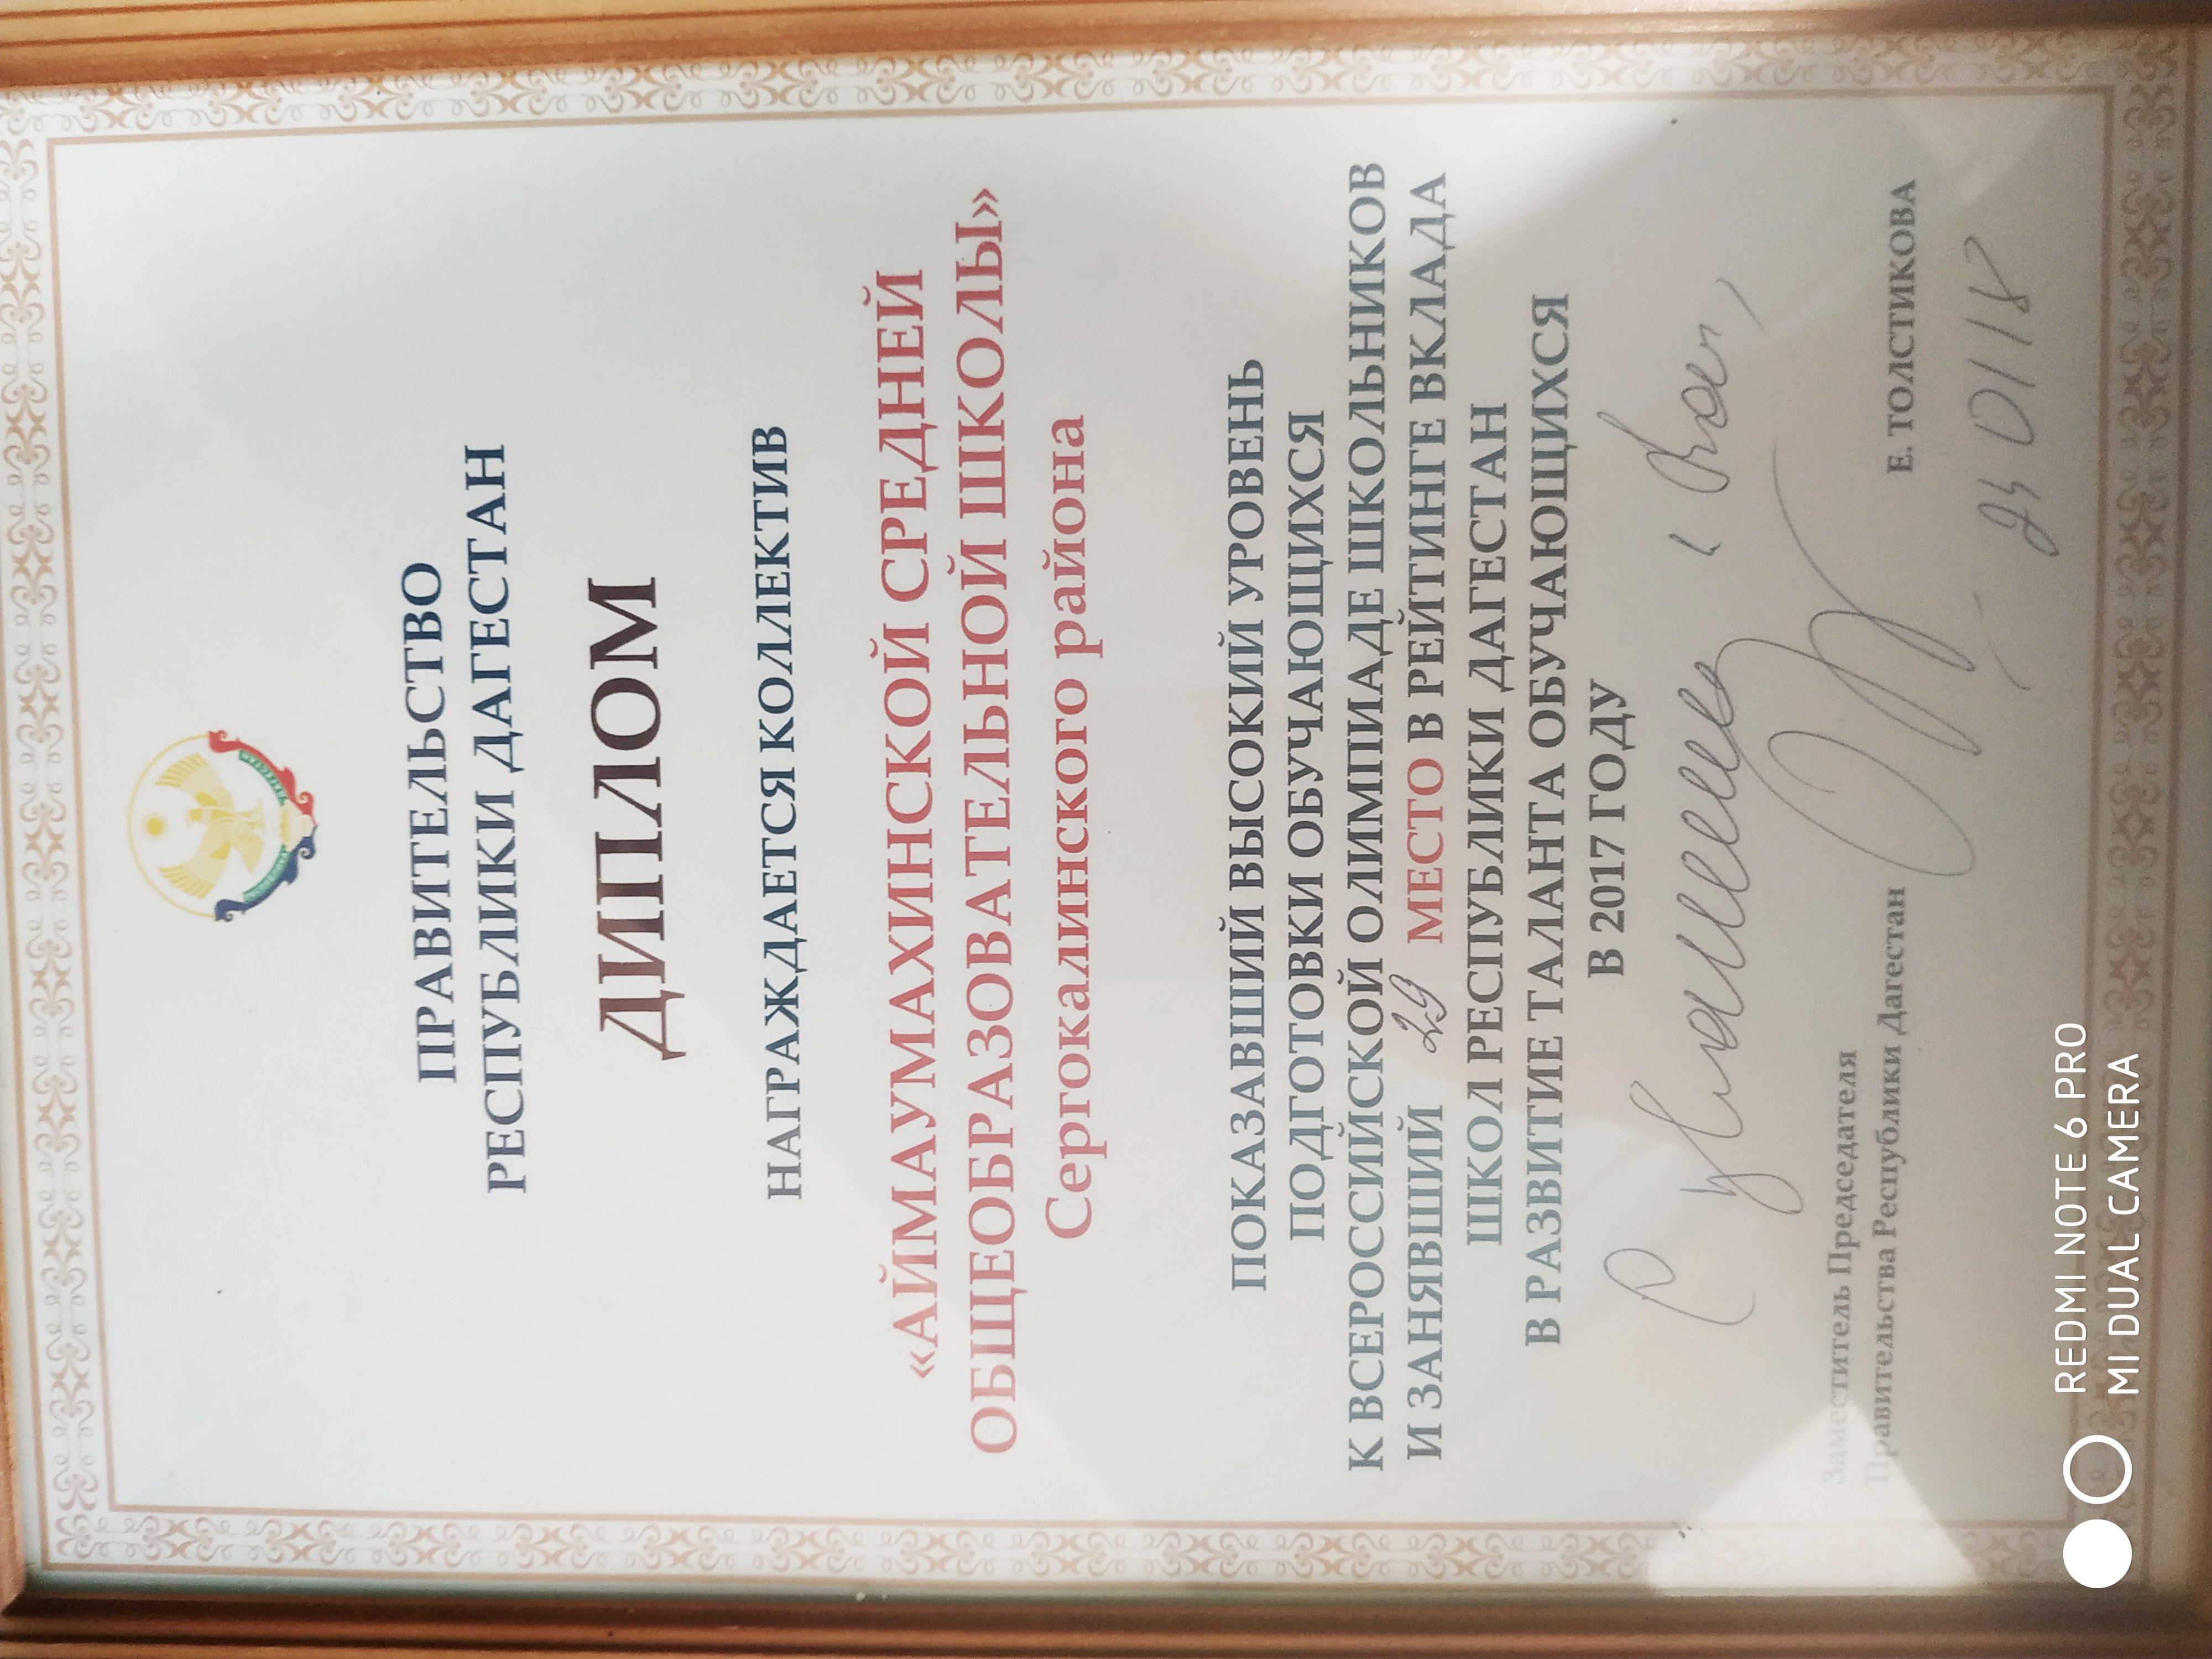 ПРАВИТЕЛЬСТВО
РЕСПУБЛИКИ ДАГЕСТАН
ДИПЛОМ
НАГРАЖДАЕТСЯ КОЛЛЕКТИВ
«АЙМАУМАХИНСКОЙ СРЕДНЕЙ
ОБЩЕОБРАЗОВАТЕЛЬНОЙ ШКОЛЫ»
Сергокалинского района
ПОКАЗАВШИЙ ВЫСОКИЙ УРОВЕНЬ
ПОДГОТОВКИ ОБУЧАЮЩИХСЯ
К ВСЕРОССИЙСКОЙ ОЛИМПИАДЕ ШКОЛЬНИКОВ
И ЗАНЯВШИЙ 29 МЕСТО В РЕЙТИНГЕ ВКЛАДА
ШКОЛ РЕСПУБЛИКИ ДАГЕСТАН
В РАЗВИТИЕ ТАЛАНТА ОБУЧАЮЩИХСЯ
В 2017 ГОДУ
С
Заместитель Председателя
Правительства Республики Дагестан Е. ТОЛСТИКОВА
REDMI NOTE 6 PRO
MI DUAL CAMERA